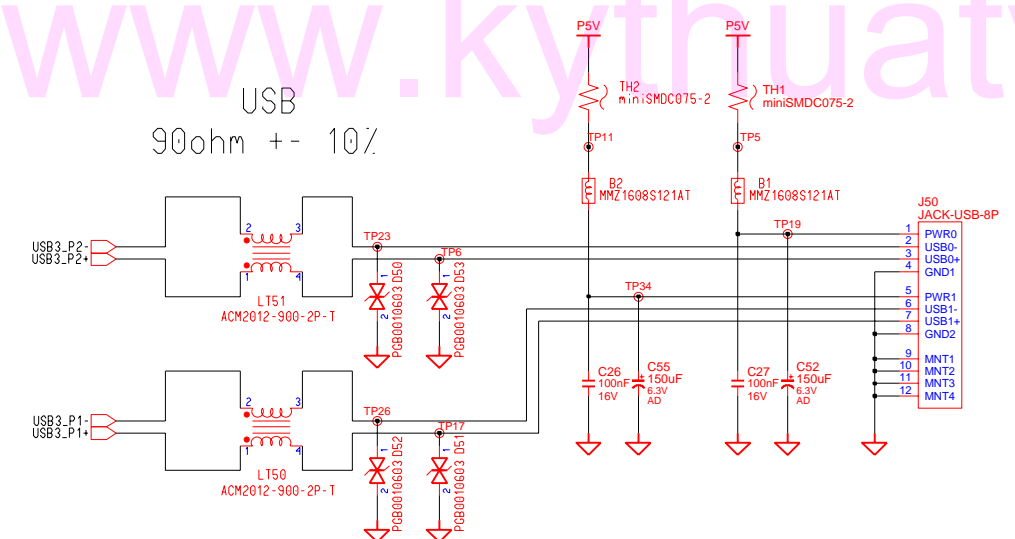 www.kythuatv
P5V
P5V
TH2
miniSMDC075-2
TH1
miniSMDC075-2
USB
90ohm +- 10%
TP11
TP5
B2
MMZ1608S121AT
B1
MMZ1608S121AT
J50
JACK-USB-8P
USB3_P2-
USB3_P2+
2
3
1
4
LT51
ACM2012-900-2P-T
TP23
TP6
1
2
PGB0010603 D50
1
2
PGB0010603 D53
TP19
TP34
1
PWR0
2
USB0-
3
USB0+
4
GND1
5
PWR1
6
USB1-
7
USB1+
8
GND2
9
MNT1
10
MNT2
11
MNT3
12
MNT4
C26
100nF
16V
C55
+
150uF
6.3V
AD
C27
100nF
16V
C52
+
150uF
6.3V
AD
USB3_P1-
USB3_P1+
2
3
1
4
LT50
ACM2012-900-2P-T
TP26
TP17
1
2
PGB0010603 D52
1
2
PGB0010603 D51